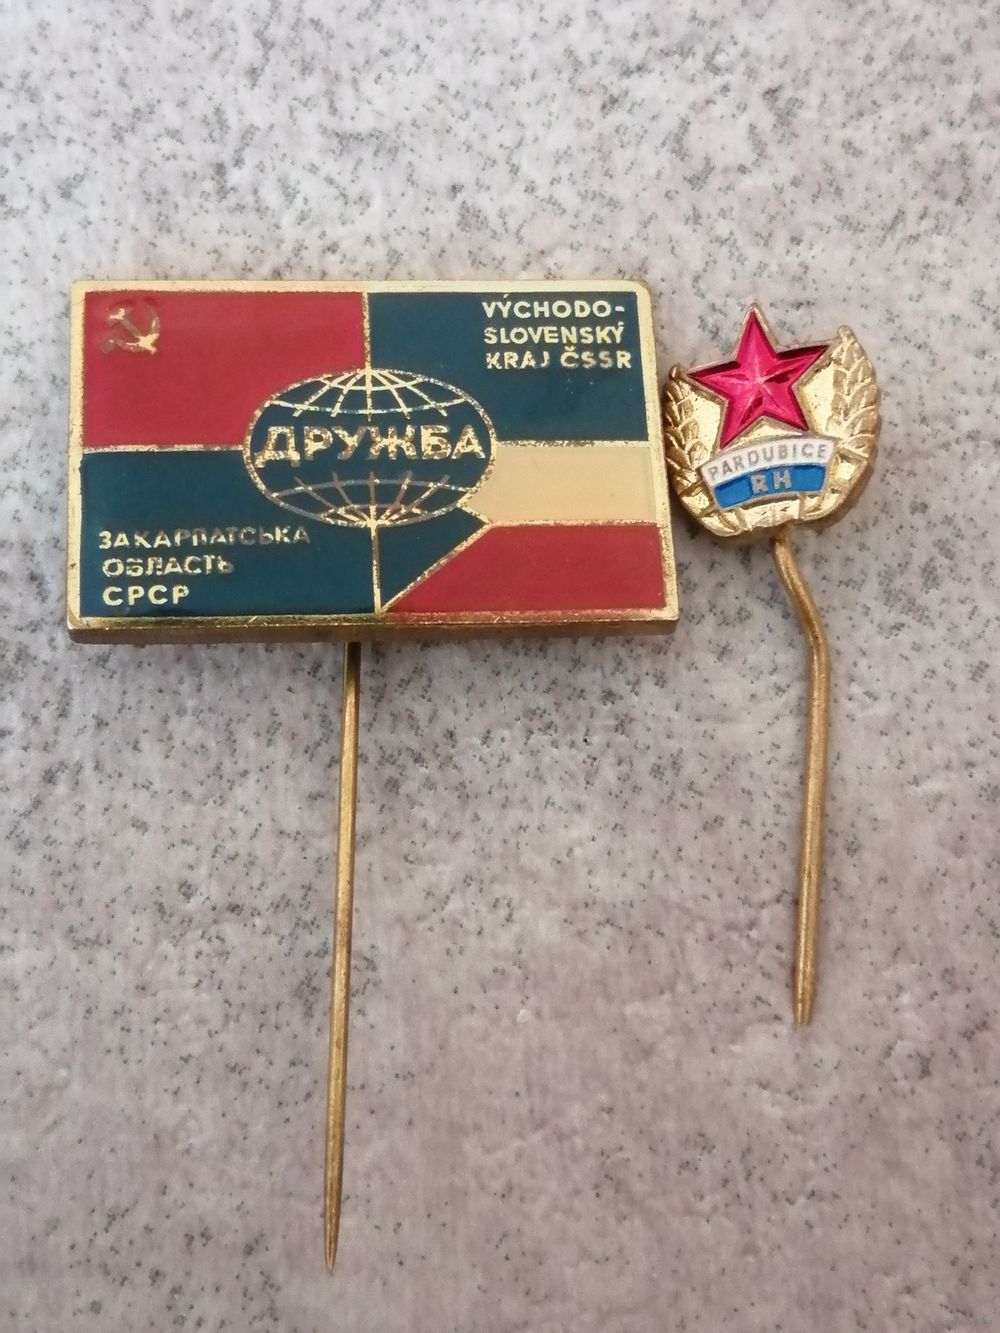 VÝCHODO-
SLOVENSKÝ
KRAJ ČSSR
ДРУЖБА
ЗАКАРПАТСЬКА
ОБЛАСТЬ
СРСР
PARDUBICE
RH